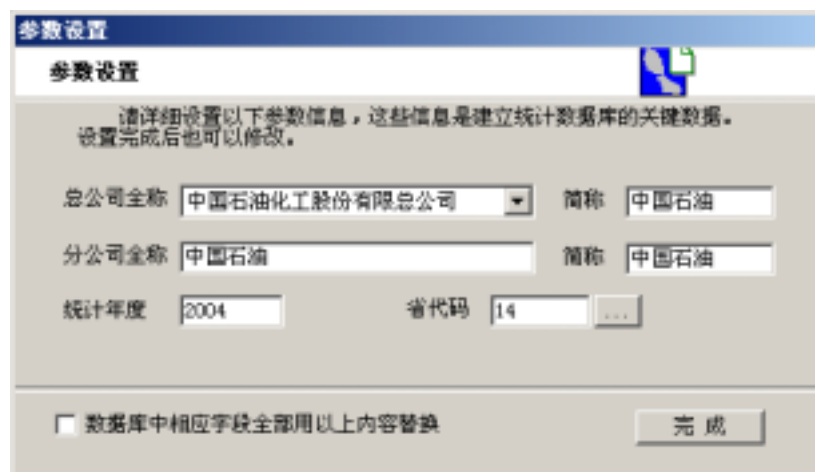 参数设置
参数设置
请详细设置以下参数信息，这些信息是建立统计数据库的关键数据。
设置完成后也可以修改。
总公司全称 中国石油化工股份有限总公司 简称 中国石油
分公司全称 中国石油 简称 中国石油
统计年度 2004 省代码 14 ...
数据库中相应字段全部用以上内容替换 完成